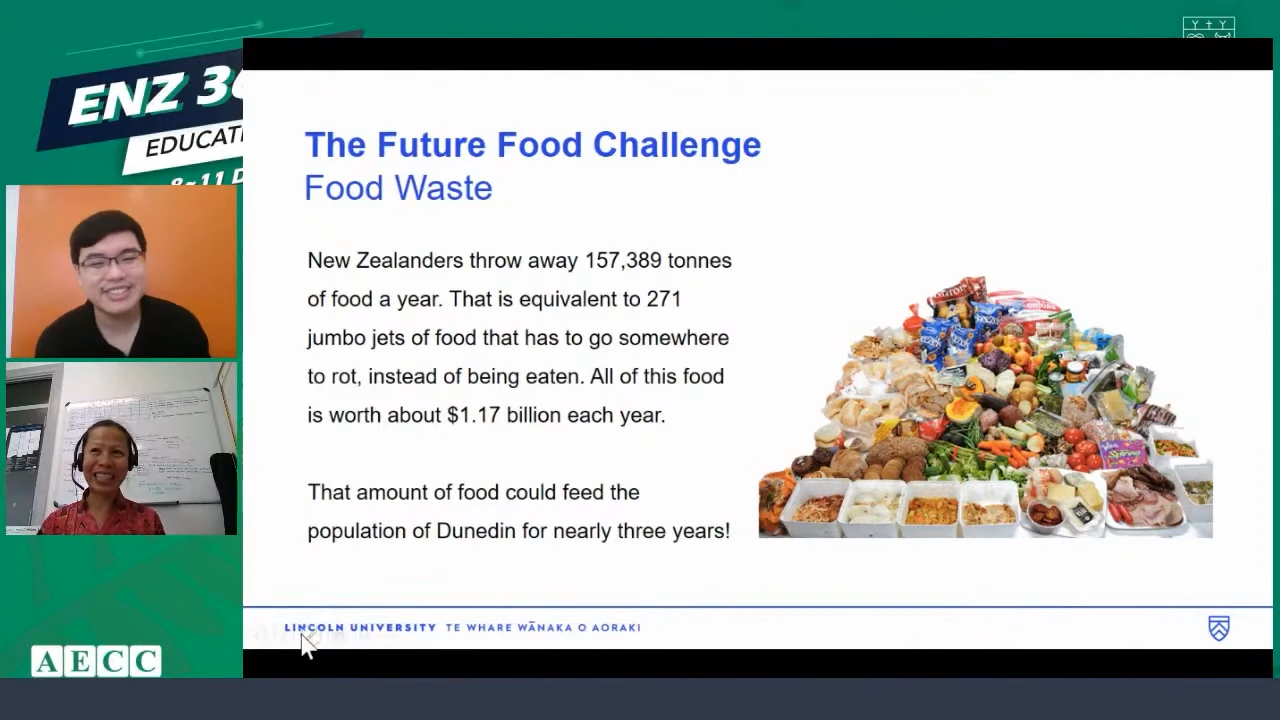 ENZ 36
EDUCATI
8-11 D
The Future Food Challenge
Food Waste
New Zealanders throw away 157,389 tonnes
of food a year. That is equivalent to 271
jumbo jets of food that has to go somewhere
to rot, instead of being eaten. All of this food
is worth about $1.17 billion each year.
That amount of food could feed the
population of Dunedin for nearly three years!
LINCOLN UNIVERSITY TE WHARE WĀNAKA O AORAKI
AECC